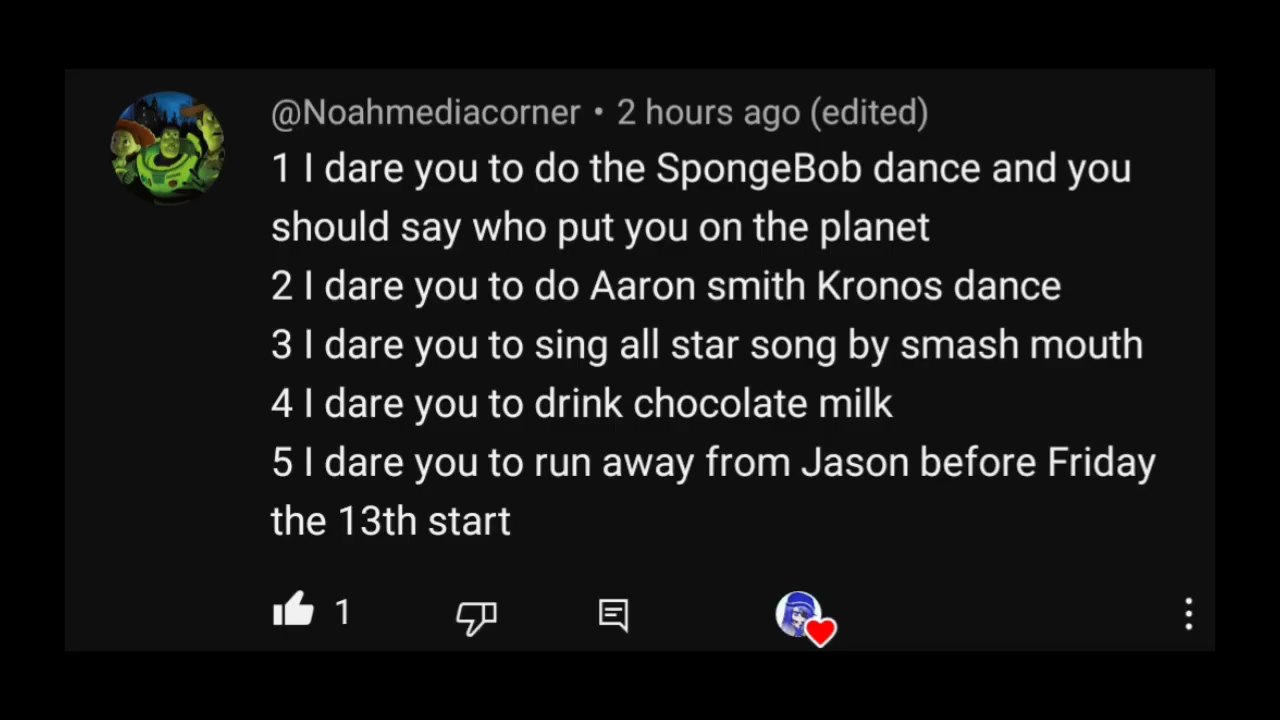 @Noahmediacorner • 2 hours ago (edited)
1 I dare you to do the SpongeBob dance and you
should say who put you on the planet
2 I dare you to do Aaron smith Kronos dance
3 I dare you to sing all star song by smash mouth
4 I dare you to drink chocolate milk
5 I dare you to run away from Jason before Friday
the 13th start
1